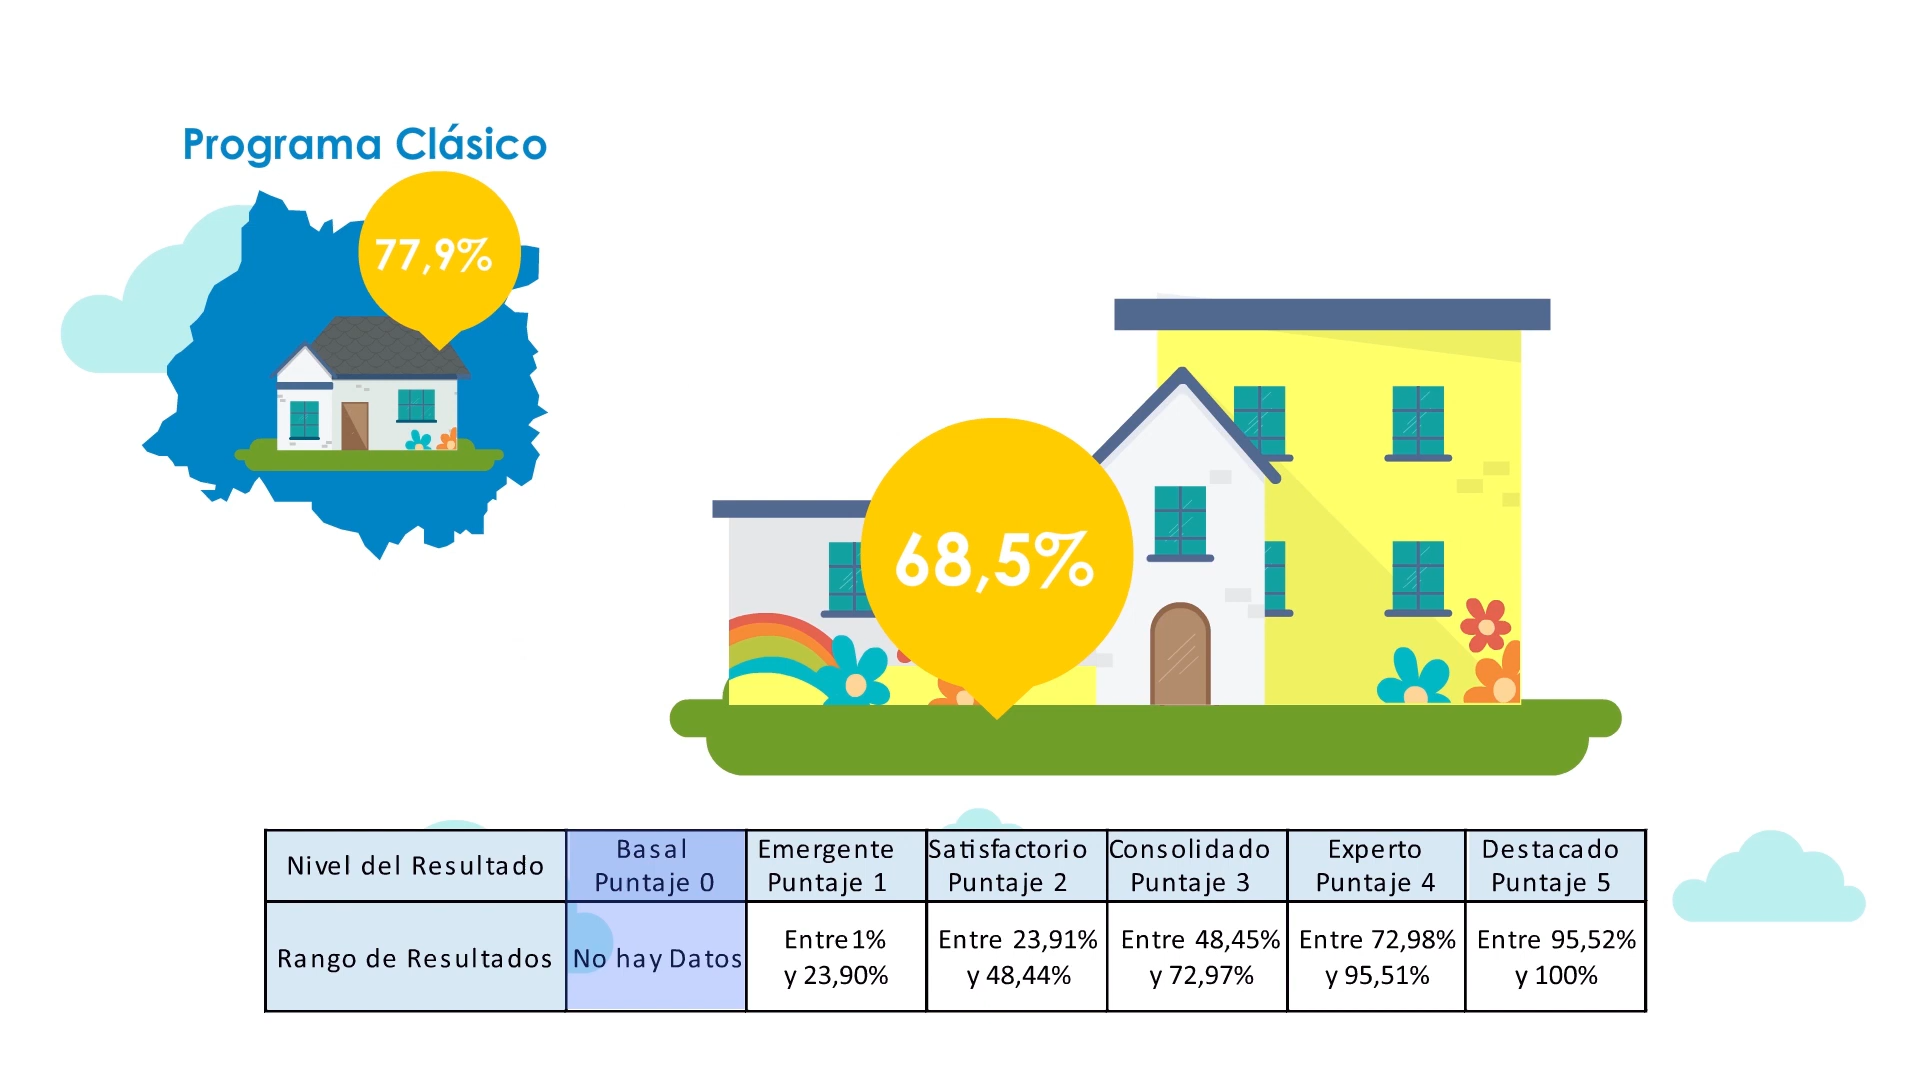 Programa Clásico
77,9%
68,5%
Nivel del Resultado
Basal
Puntaje 0
Emergente
Puntaje 1
Satisfactorio
Puntaje 2
Consolidado
Puntaje 3
Experto
Puntaje 4
Destacado
Puntaje 5
Rango de Resultados
No hay Datos
Entre 1%
y 23,90%
Entre 23,91%
y 48,44%
Entre 48,45%
y 72,97%
Entre 72,98%
y 95,51%
Entre 95,52%
y 100%